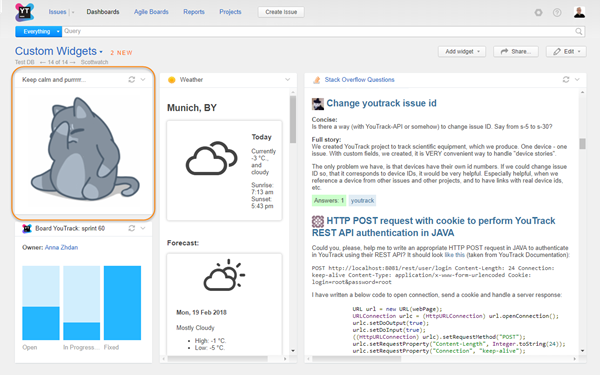 YT
Issues
Dashboards
Agile Boards
Reports
Projects
Create Issue
Everything
Query
Custom Widgets
2 NEW
Add widget
Share...
Edit
Test DB
14 of 14
Scottwatch
Keep calm and purrrrr...
Weather
Stack Overflow Questions
Munich, BY
Today
Currently
-3 °C.,
and
cloudy
Sunrise:
7:13 am
Sunset:
5:43 pm
Forecast:
Mon, 19 Feb 2018
Mostly Cloudy
• High: -1 °C.
• Low: -5 °C.
Change youtrack issue id
Concise:
Is there a way (with YouTrack-API or somehow) to change issue ID. Say from s-5 to s-30?
Full story:
We created YouTrack project to track scientific equipment, which we produce. One device - one
issue. With custom fields, we created, it is VERY convenient way to handle "device stories".
The only problem we have, is that devices have their own id numbers. If we could change issue
ID so, that it corresponds to device IDs, it would be very helpful. Especially helpful, when we
reference a device from other issues and other projects, and to have links with real device ids,
etc.
Answers: 1
youtrack
HTTP POST request with cookie to perform YouTrack
REST API authentication in JAVA
Could you, please, help me to write an appropriate HTTP POST request in JAVA to authenticate
in YouTrack using their REST API? It should look like this (taken from YouTrack Documentation):
POST http://localhost:8081/rest/user/login Content-Length: 24 Connection:
keep-alive Content-Type: application/x-www-form-urlencoded Cookie:
login=root&password=root
I have written a below code to open connection, send a cookie and handle a server response:
URL url = new URL(webPage);
URLConnection urlc = (HttpURLConnection) url.openConnection();
urlc.setDoOutput(true);
urlc.setDoInput(true);
((HttpURLConnection) urlc).setRequestMethod("POST");
urlc.setRequestProperty("Content-Length", Integer.toString(24));
urlc.setRequestProperty("Connection", "keep-alive");
Board YouTrack: sprint 60
Owner: Anna Zhdan
Open
In Progress...
Fixed